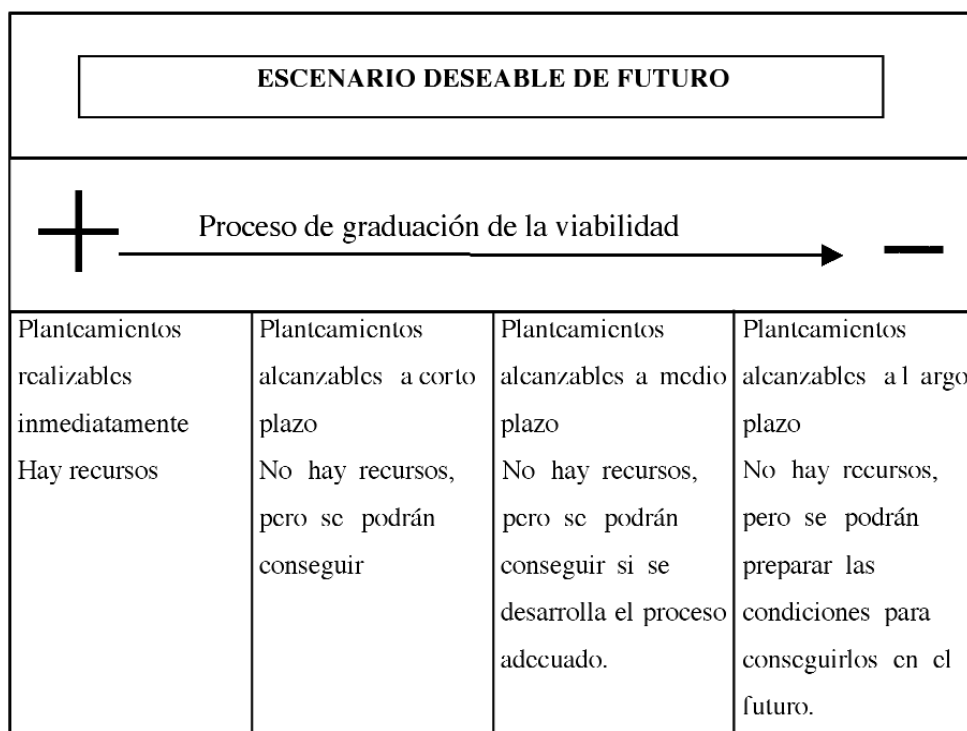 ESCENARIO DESEABLE DE FUTURO
Proceso de graduación de la viabilidad
Planteamientos
realizables
inmediatamente
Hay recursos
Planteamientos
alcanzables a corto
plazo
No hay recursos,
pero se podrán
conseguir
Planteamientos
alcanzables a medio
plazo
No hay recursos,
pero se podrán
conseguir si se
desarrolla el proceso
adecuado.
Planteamientos
alcanzables a l argo
plazo
No hay recursos,
pero se podrán
preparar las
condiciones para
conseguirlos en el
futuro.